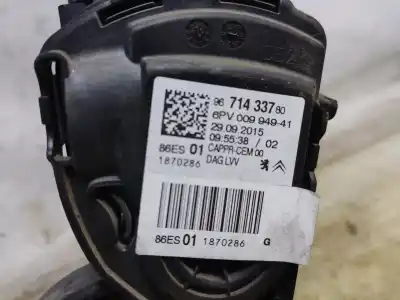 96 714 337 80
6PV 009 949-41
29.09.2015
09:55:38 / 02
86ES 01 CAPPR-CEM 00
1870286 DAG LVV
86ES 01 1870286 G